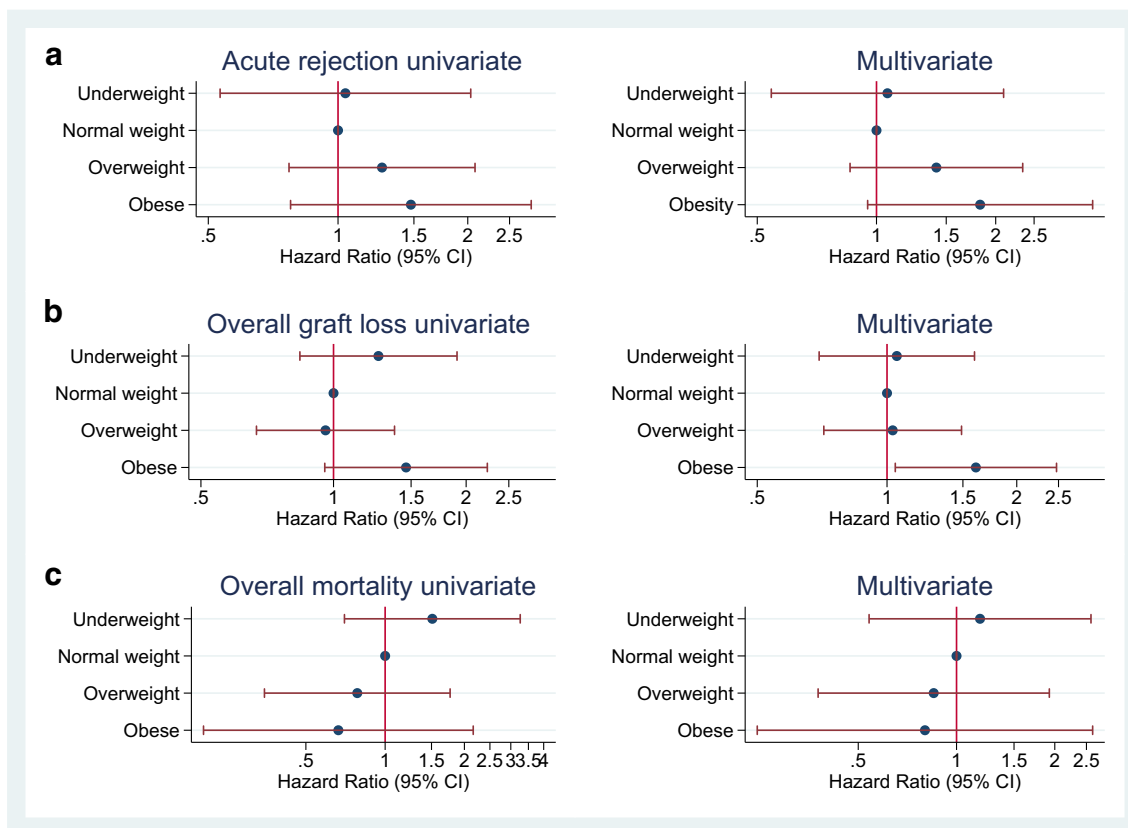 a
Acute rejection univariate
Underweight
Normal weight
Overweight
Obese
.5 1 1.5 2 2.5
Hazard Ratio (95% CI)
Multivariate
Underweight
Normal weight
Overweight
Obesity
.5 1 1.5 2 2.5
Hazard Ratio (95% CI)
b
Overall graft loss univariate
Underweight
Normal weight
Overweight
Obese
.5 1 1.5 2 2.5
Hazard Ratio (95% CI)
Multivariate
Underweight
Normal weight
Overweight
Obese
.5 1 1.5 2 2.5
Hazard Ratio (95% CI)
c
Overall mortality univariate
Underweight
Normal weight
Overweight
Obese
.5 1 1.5 2 2.5 3 3.5 4
Hazard Ratio (95% CI)
Multivariate
Underweight
Normal weight
Overweight
Obese
.5 1 1.5 2 2.5
Hazard Ratio (95% CI)